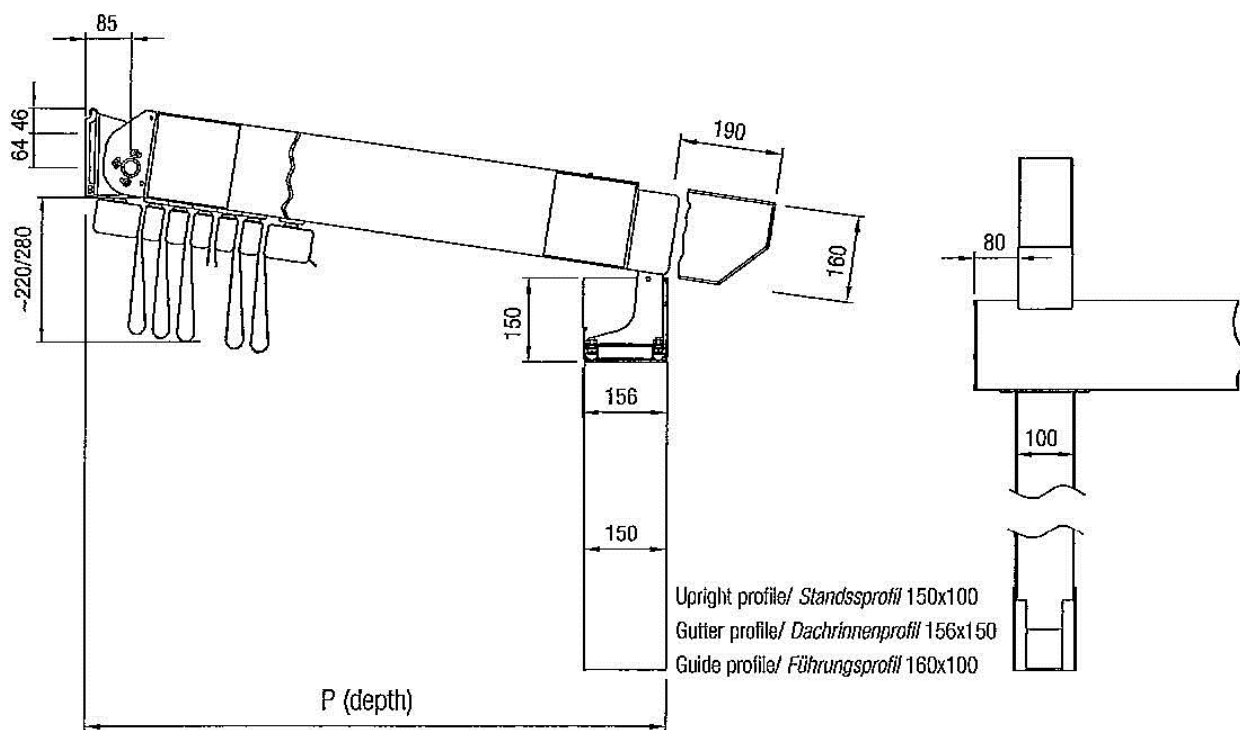 85
46
64
~220/280
190
160
80
150
156
100
150
Upright profile/ Standssprofil 150x100
Gutter profile/ Dachrinnenprofil 156x150
Guide profile/ Führungsprofil 160x100
P (depth)